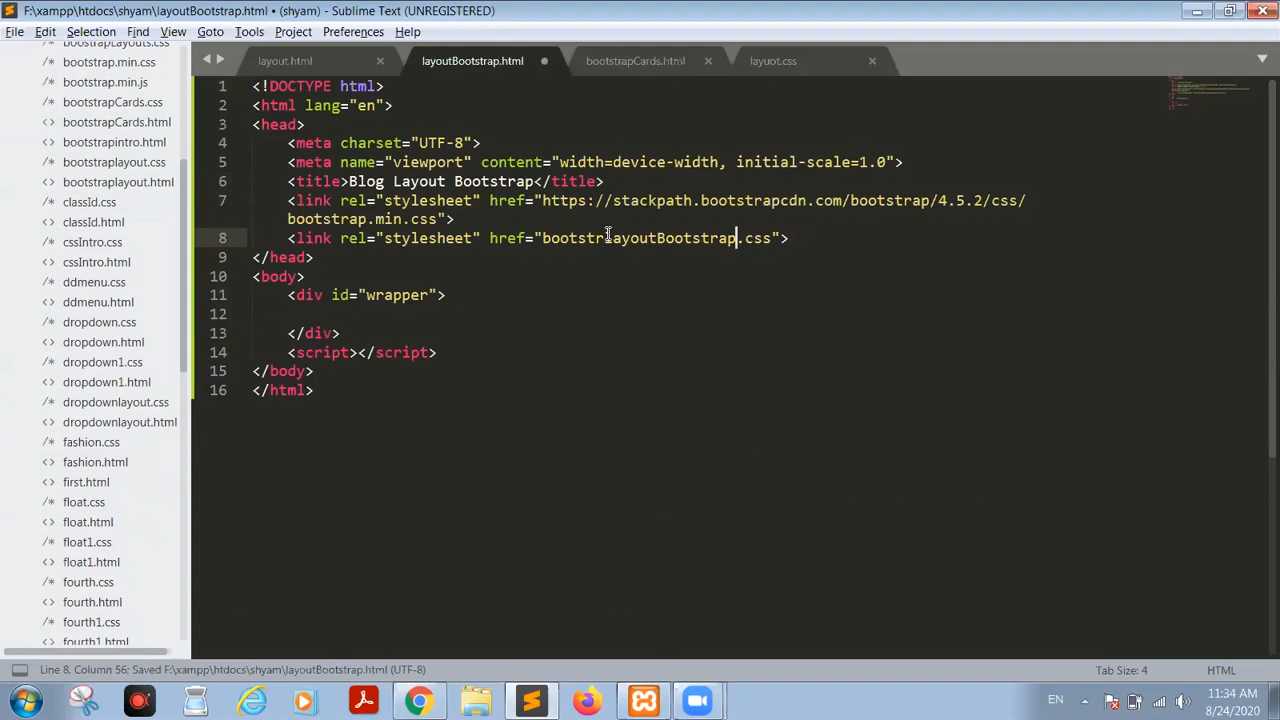 F:\xampp\htdocs\shyam\layoutBootstrap.html • (shyam) - Sublime Text (UNREGISTERED)
File Edit Selection Find View Goto Tools Project Preferences Help
layout.html
layoutBootstrap.html
bootstrapCards.html
layuot.css
bootstrapLayouts.css
bootstrap.min.css
bootstrap.min.js
bootstrapCards.css
bootstrapCards.html
bootstrapintro.html
bootstraplayout.css
bootstraplayout.html
classId.css
classId.html
cssIntro.css
cssIntro.html
ddmenu.css
ddmenu.html
dropdown.css
dropdown.html
dropdown1.css
dropdown1.html
dropdownlayout.css
dropdownlayout.html
fashion.css
fashion.html
first.html
float.css
float.html
float1.css
float1.html
fourth.css
fourth.html
fourth1.css
fourth1.html
1 <!DOCTYPE html>
2 <html lang="en">
3 <head>
4 <meta charset="UTF-8">
5 <meta name="viewport" content="width=device-width, initial-scale=1.0">
6 <title>Blog Layout Bootstrap</title>
7 <link rel="stylesheet" href="https://stackpath.bootstrapcdn.com/bootstrap/4.5.2/css/
bootstrap.min.css">
8 <link rel="stylesheet" href="bootstrlayoutBootstrap.css">
9 </head>
10 <body>
11 <div id="wrapper">
12
13 </div>
14 <script></script>
15 </body>
16 </html>
Line 8, Column 56; Saved F:\xampp\htdocs\shyam\layoutBootstrap.html (UTF-8)
Tab Size: 4
HTML
EN
11:34 AM
8/24/2020